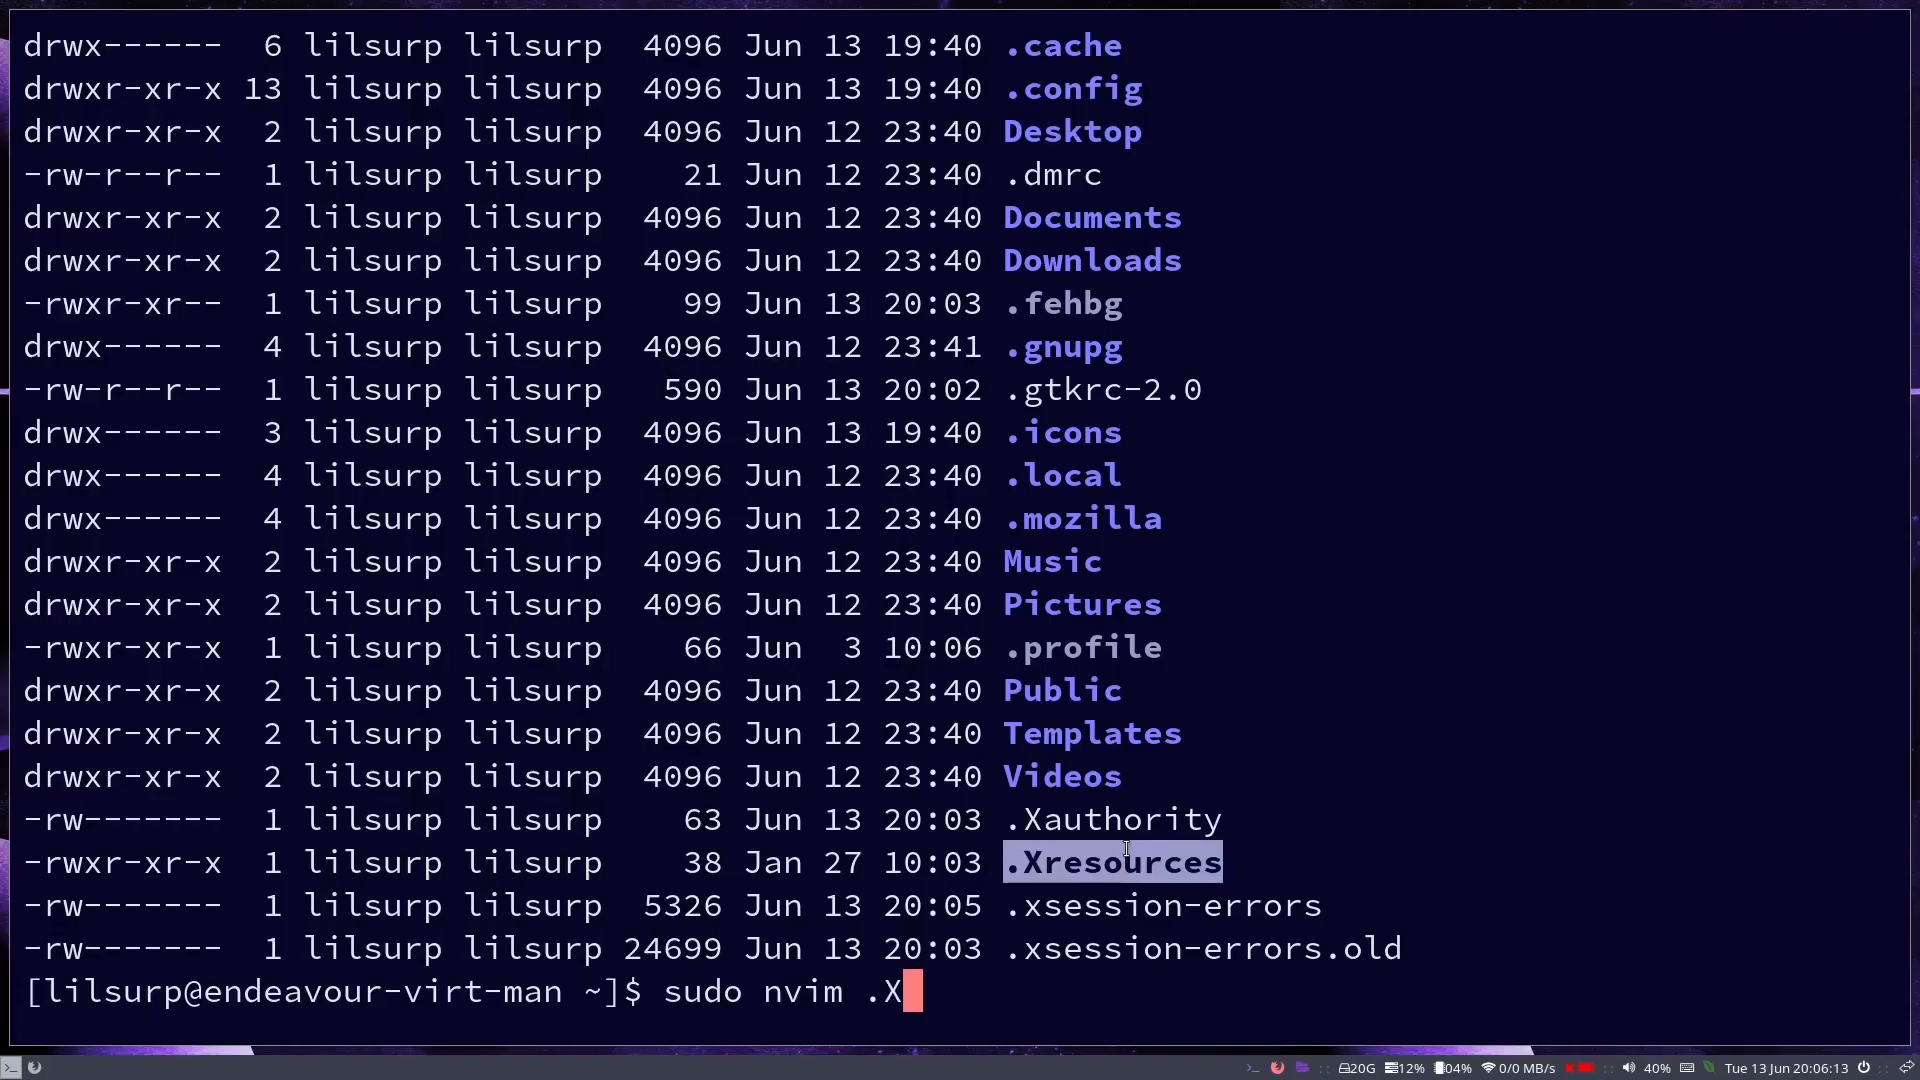 drwx------  6 lilsurp lilsurp  4096 Jun 13 19:40 .cache
drwxr-xr-x 13 lilsurp lilsurp  4096 Jun 13 19:40 .config
drwxr-xr-x  2 lilsurp lilsurp  4096 Jun 12 23:40 Desktop
-rw-r--r--  1 lilsurp lilsurp    21 Jun 12 23:40 .dmrc
drwxr-xr-x  2 lilsurp lilsurp  4096 Jun 12 23:40 Documents
drwxr-xr-x  2 lilsurp lilsurp  4096 Jun 12 23:40 Downloads
-rwxr-xr--  1 lilsurp lilsurp    99 Jun 13 20:03 .fehbg
drwx------  4 lilsurp lilsurp  4096 Jun 12 23:41 .gnupg
-rw-r--r--  1 lilsurp lilsurp   590 Jun 13 20:02 .gtkrc-2.0
drwx------  3 lilsurp lilsurp  4096 Jun 13 19:40 .icons
drwx------  4 lilsurp lilsurp  4096 Jun 12 23:40 .local
drwx------  4 lilsurp lilsurp  4096 Jun 12 23:40 .mozilla
drwxr-xr-x  2 lilsurp lilsurp  4096 Jun 12 23:40 Music
drwxr-xr-x  2 lilsurp lilsurp  4096 Jun 12 23:40 Pictures
-rwxr-xr-x  1 lilsurp lilsurp    66 Jun  3 10:06 .profile
drwxr-xr-x  2 lilsurp lilsurp  4096 Jun 12 23:40 Public
drwxr-xr-x  2 lilsurp lilsurp  4096 Jun 12 23:40 Templates
drwxr-xr-x  2 lilsurp lilsurp  4096 Jun 12 23:40 Videos
-rw-------  1 lilsurp lilsurp    63 Jun 13 20:03 .Xauthority
-rwxr-xr-x  1 lilsurp lilsurp    38 Jan 27 10:03 .Xresources
-rw-------  1 lilsurp lilsurp  5326 Jun 13 20:05 .xsession-errors
-rw-------  1 lilsurp lilsurp 24699 Jun 13 20:03 .xsession-errors.old
[lilsurp@endeavour-virt-man ~]$ sudo nvim .X
20G 12% 04% 0/0 MB/s 40% Tue 13 Jun 20:06:13